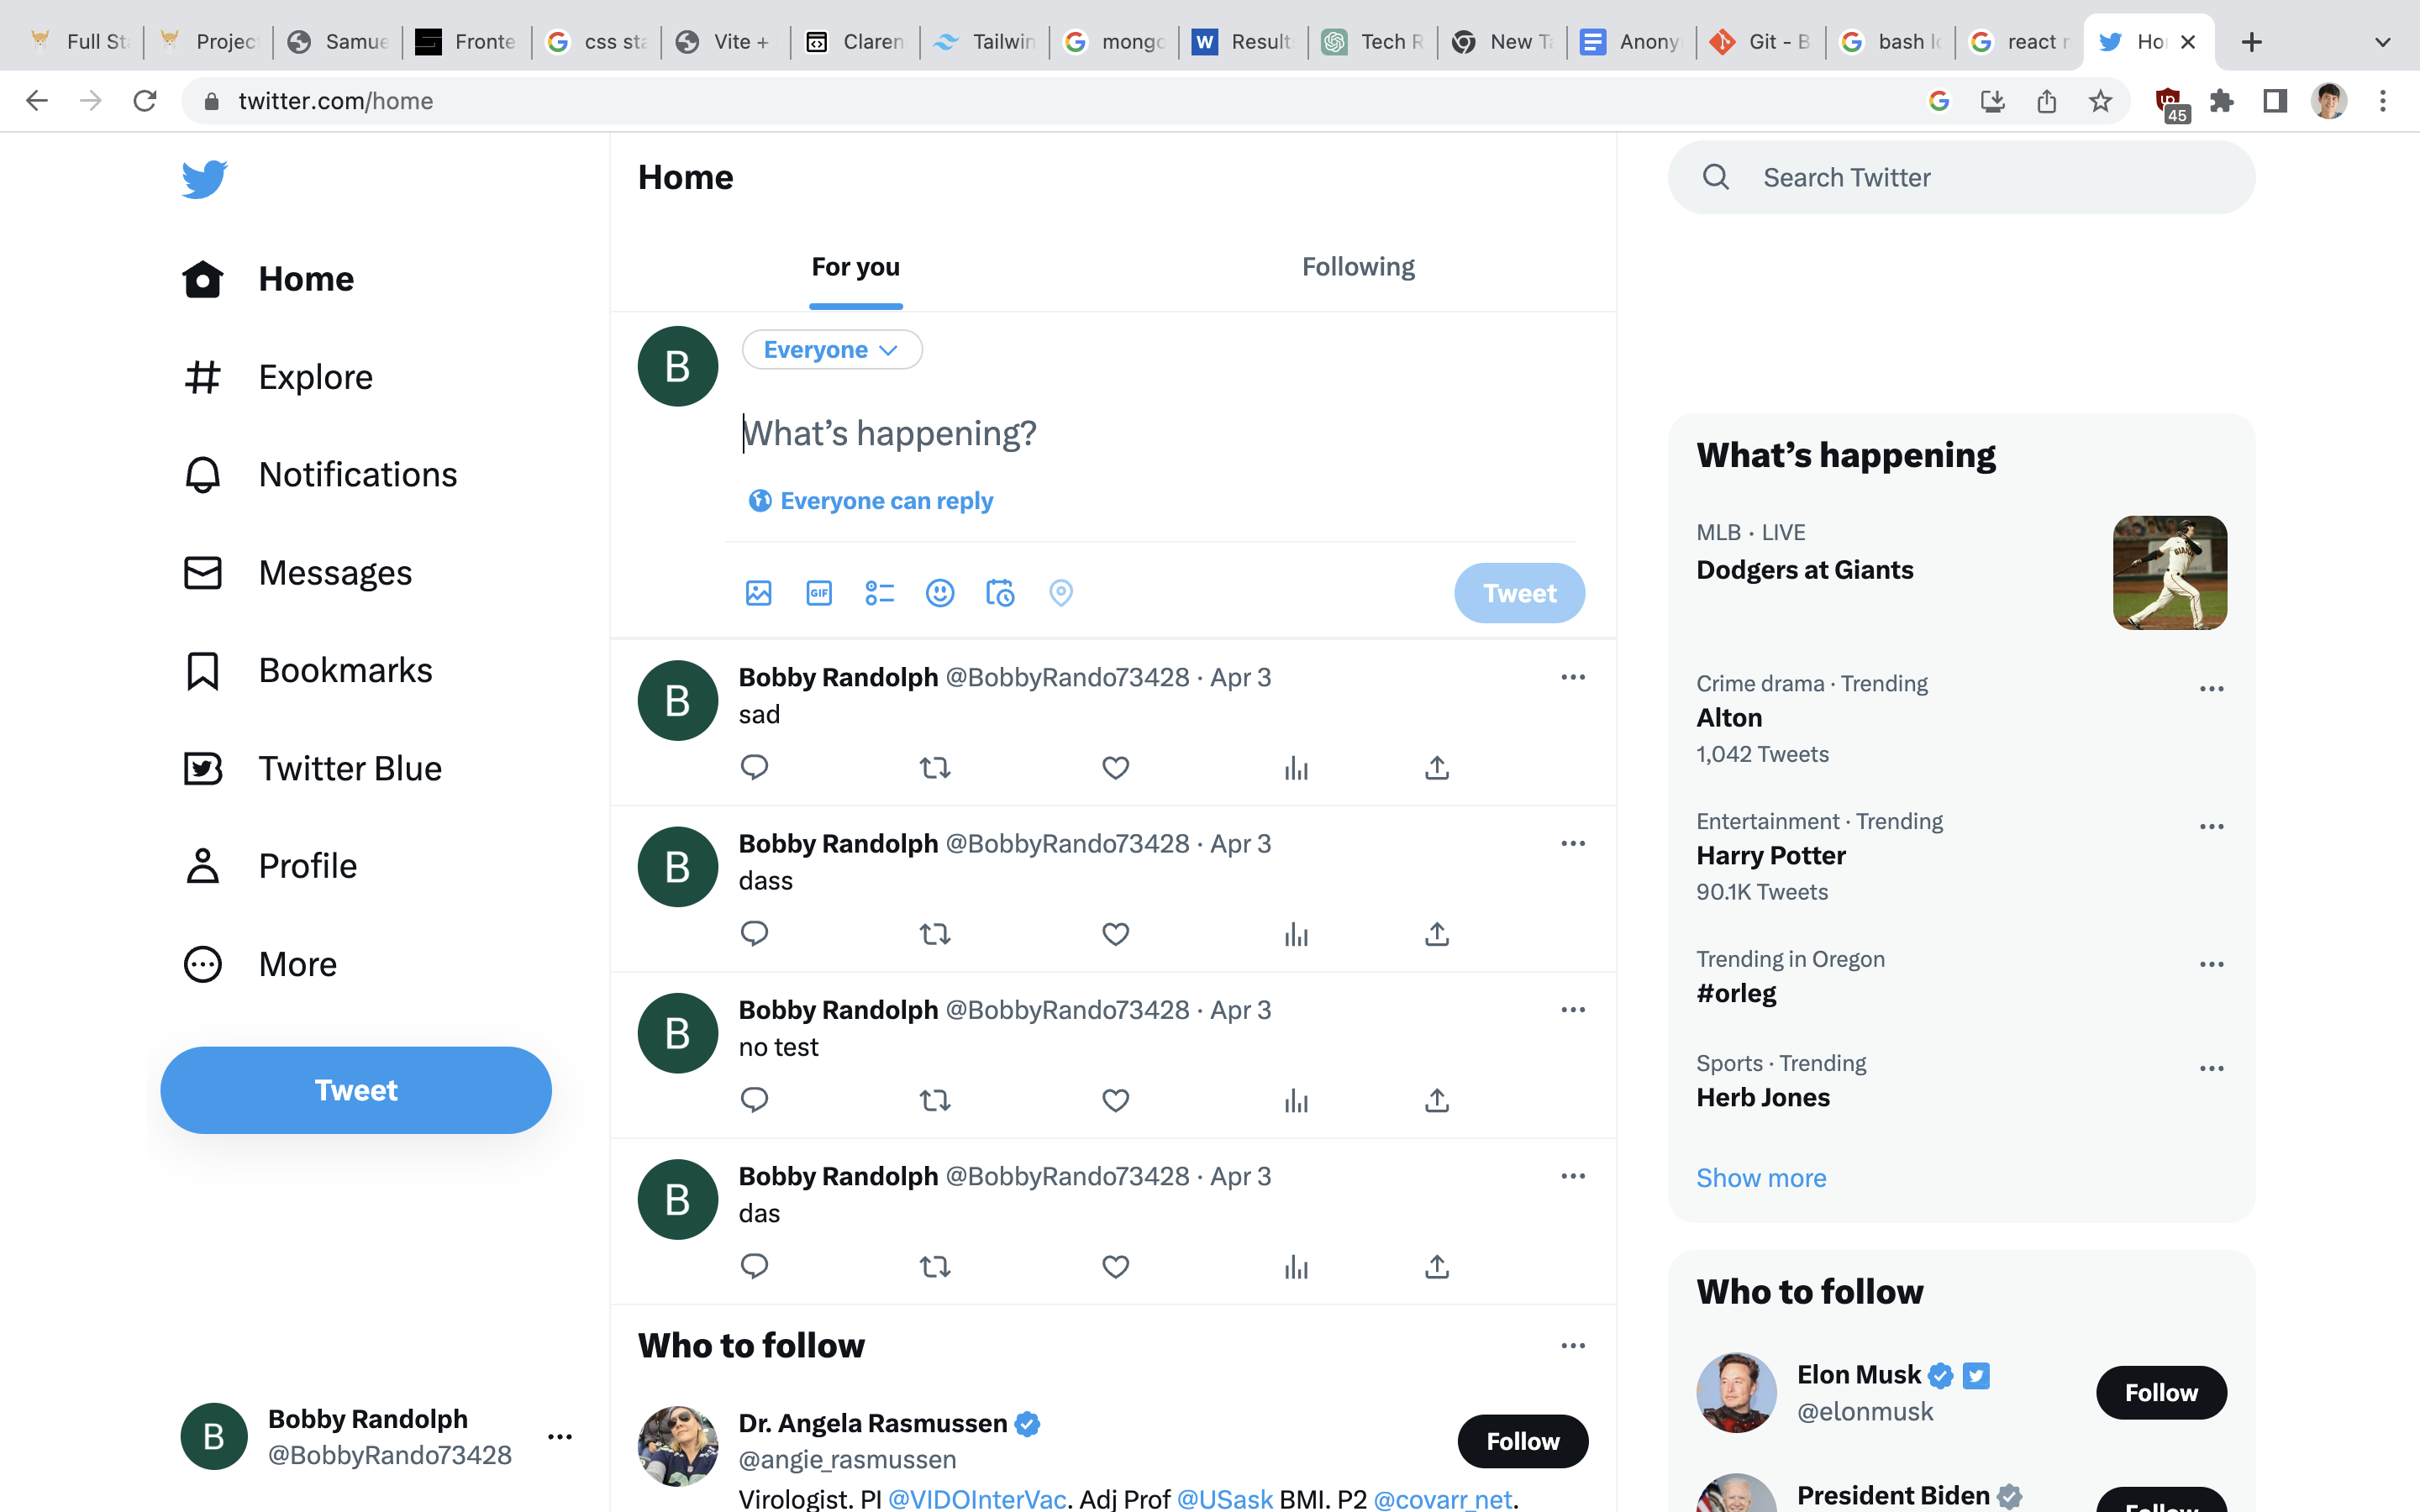 Full Sta
Project
Samue
Fronte
css sta
Vite +
Claren
Tailwin
mongo
Results
Tech R
New Ta
Anony
Git - B
bash lo
react r
Ho
twitter.com/home
45
Home
Explore
Notifications
Messages
Bookmarks
Twitter Blue
Profile
More
Tweet
B
Bobby Randolph
@BobbyRando73428
Home
For you
Following
B
Everyone
What’s happening?
Everyone can reply
GIF
Tweet
B
Bobby Randolph @BobbyRando73428 · Apr 3
sad
B
Bobby Randolph @BobbyRando73428 · Apr 3
dass
B
Bobby Randolph @BobbyRando73428 · Apr 3
no test
B
Bobby Randolph @BobbyRando73428 · Apr 3
das
Who to follow
Dr. Angela Rasmussen
@angie_rasmussen
Follow
Virologist. PI @VIDOInterVac. Adj Prof @USask BMI. P2 @covarr_net.
Search Twitter
What’s happening
MLB · LIVE
Dodgers at Giants
Crime drama · Trending
Alton
1,042 Tweets
Entertainment · Trending
Harry Potter
90.1K Tweets
Trending in Oregon
#orleg
Sports · Trending
Herb Jones
Show more
Who to follow
Elon Musk
@elonmusk
Follow
President Biden
Follow